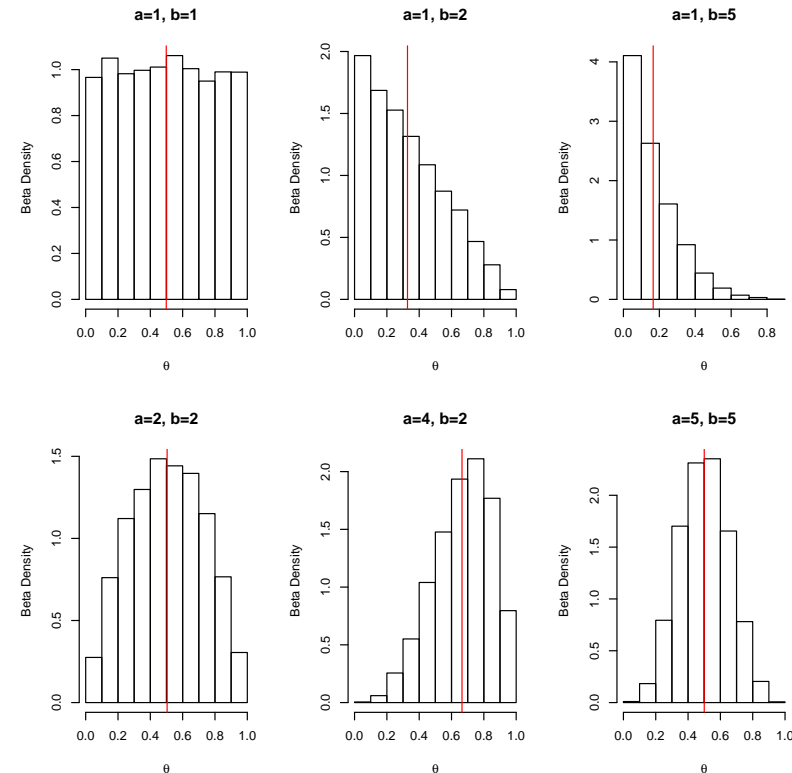 a=1, b=1
Beta Density
0.0 0.2 0.4 0.6 0.8 1.0
0.0 0.2 0.4 0.6 0.8 1.0
θ
a=1, b=2
Beta Density
0.0 0.5 1.0 1.5 2.0
0.0 0.2 0.4 0.6 0.8 1.0
θ
a=1, b=5
Beta Density
0 1 2 3 4
0.0 0.2 0.4 0.6 0.8
θ
a=2, b=2
Beta Density
0.0 0.5 1.0 1.5
0.0 0.2 0.4 0.6 0.8 1.0
θ
a=4, b=2
Beta Density
0.0 0.5 1.0 1.5 2.0
0.0 0.2 0.4 0.6 0.8 1.0
θ
a=5, b=5
Beta Density
0.0 0.5 1.0 1.5 2.0
0.0 0.2 0.4 0.6 0.8 1.0
θ